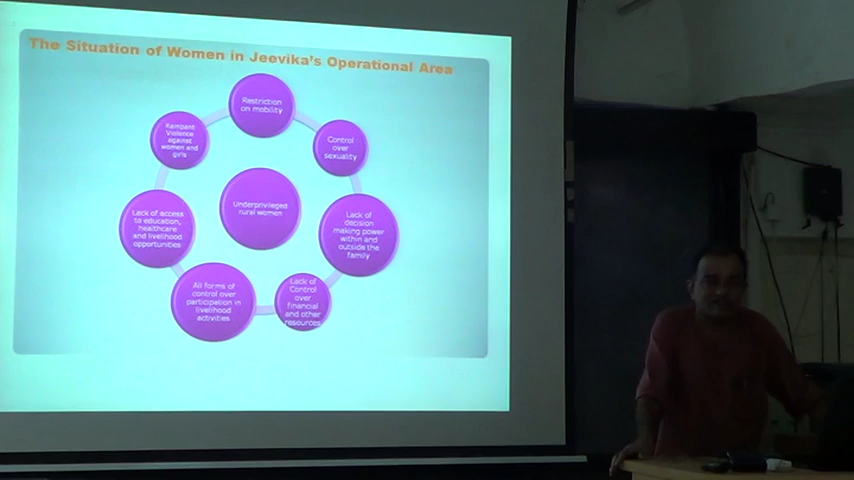 The Situation of Women in Jeevika's Operational Area
Restriction
on mobility
Control
over
sexuality
Lack of
decision
making power
within and
outside the
family
Lack of
Control
over
financial
and other
resources
All forms of
control over
participation in
livelihood
activities
Lack of access
to education,
healthcare
and livelihood
opportunities
Rampant
Violence
against
women and
girls
Underprivileged
rural women